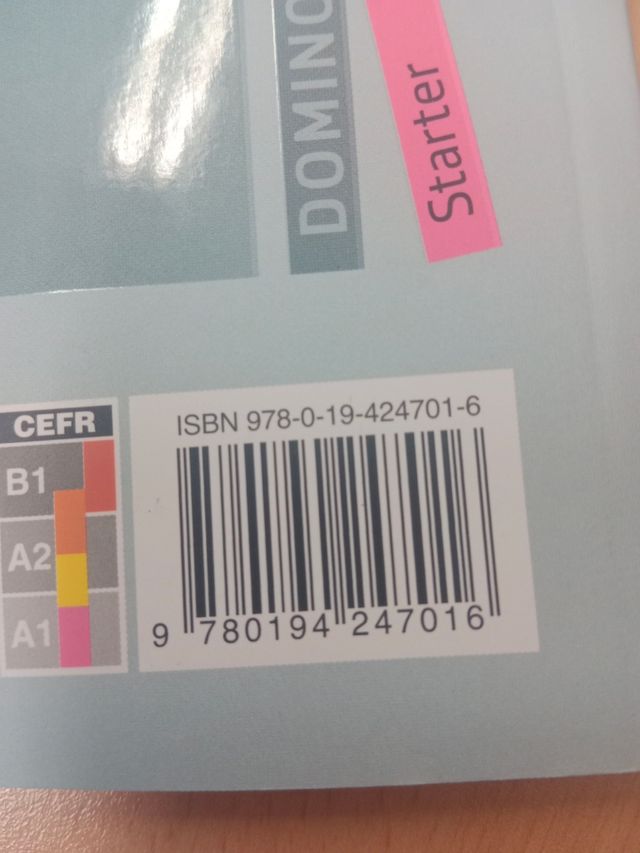 DOMINO
Starter
CEFR
B1
A2
A1
ISBN 978-0-19-424701-6
9 780194 247016